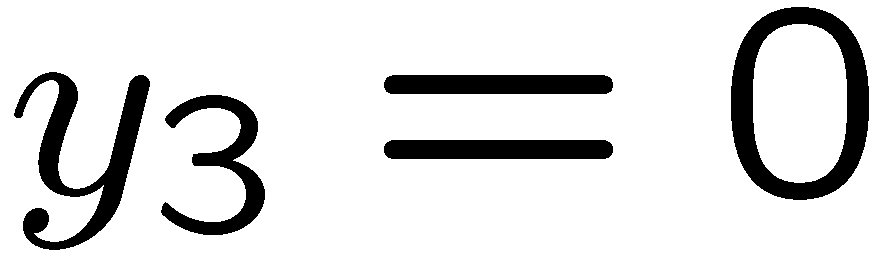 y₃ = 0